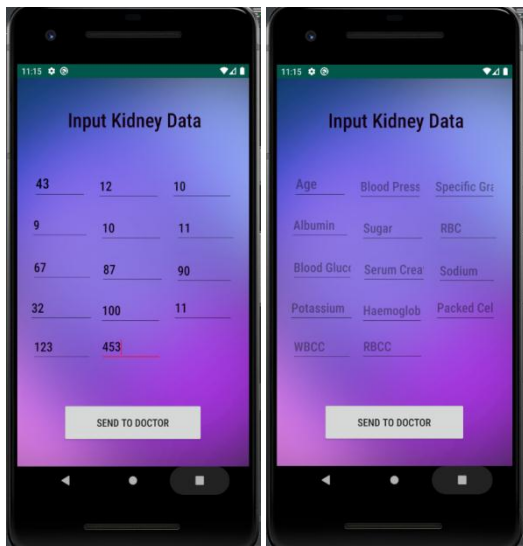 11:15
Input Kidney Data
43 12 10
9 10 11
67 87 90
32 100 11
123 453
SEND TO DOCTOR
11:15
Input Kidney Data
Age Blood Press Specific Gra
Albumin Sugar RBC
Blood Gluco Serum Crea Sodium
Potassium Haemoglob Packed Cel
WBCC RBCC
SEND TO DOCTOR